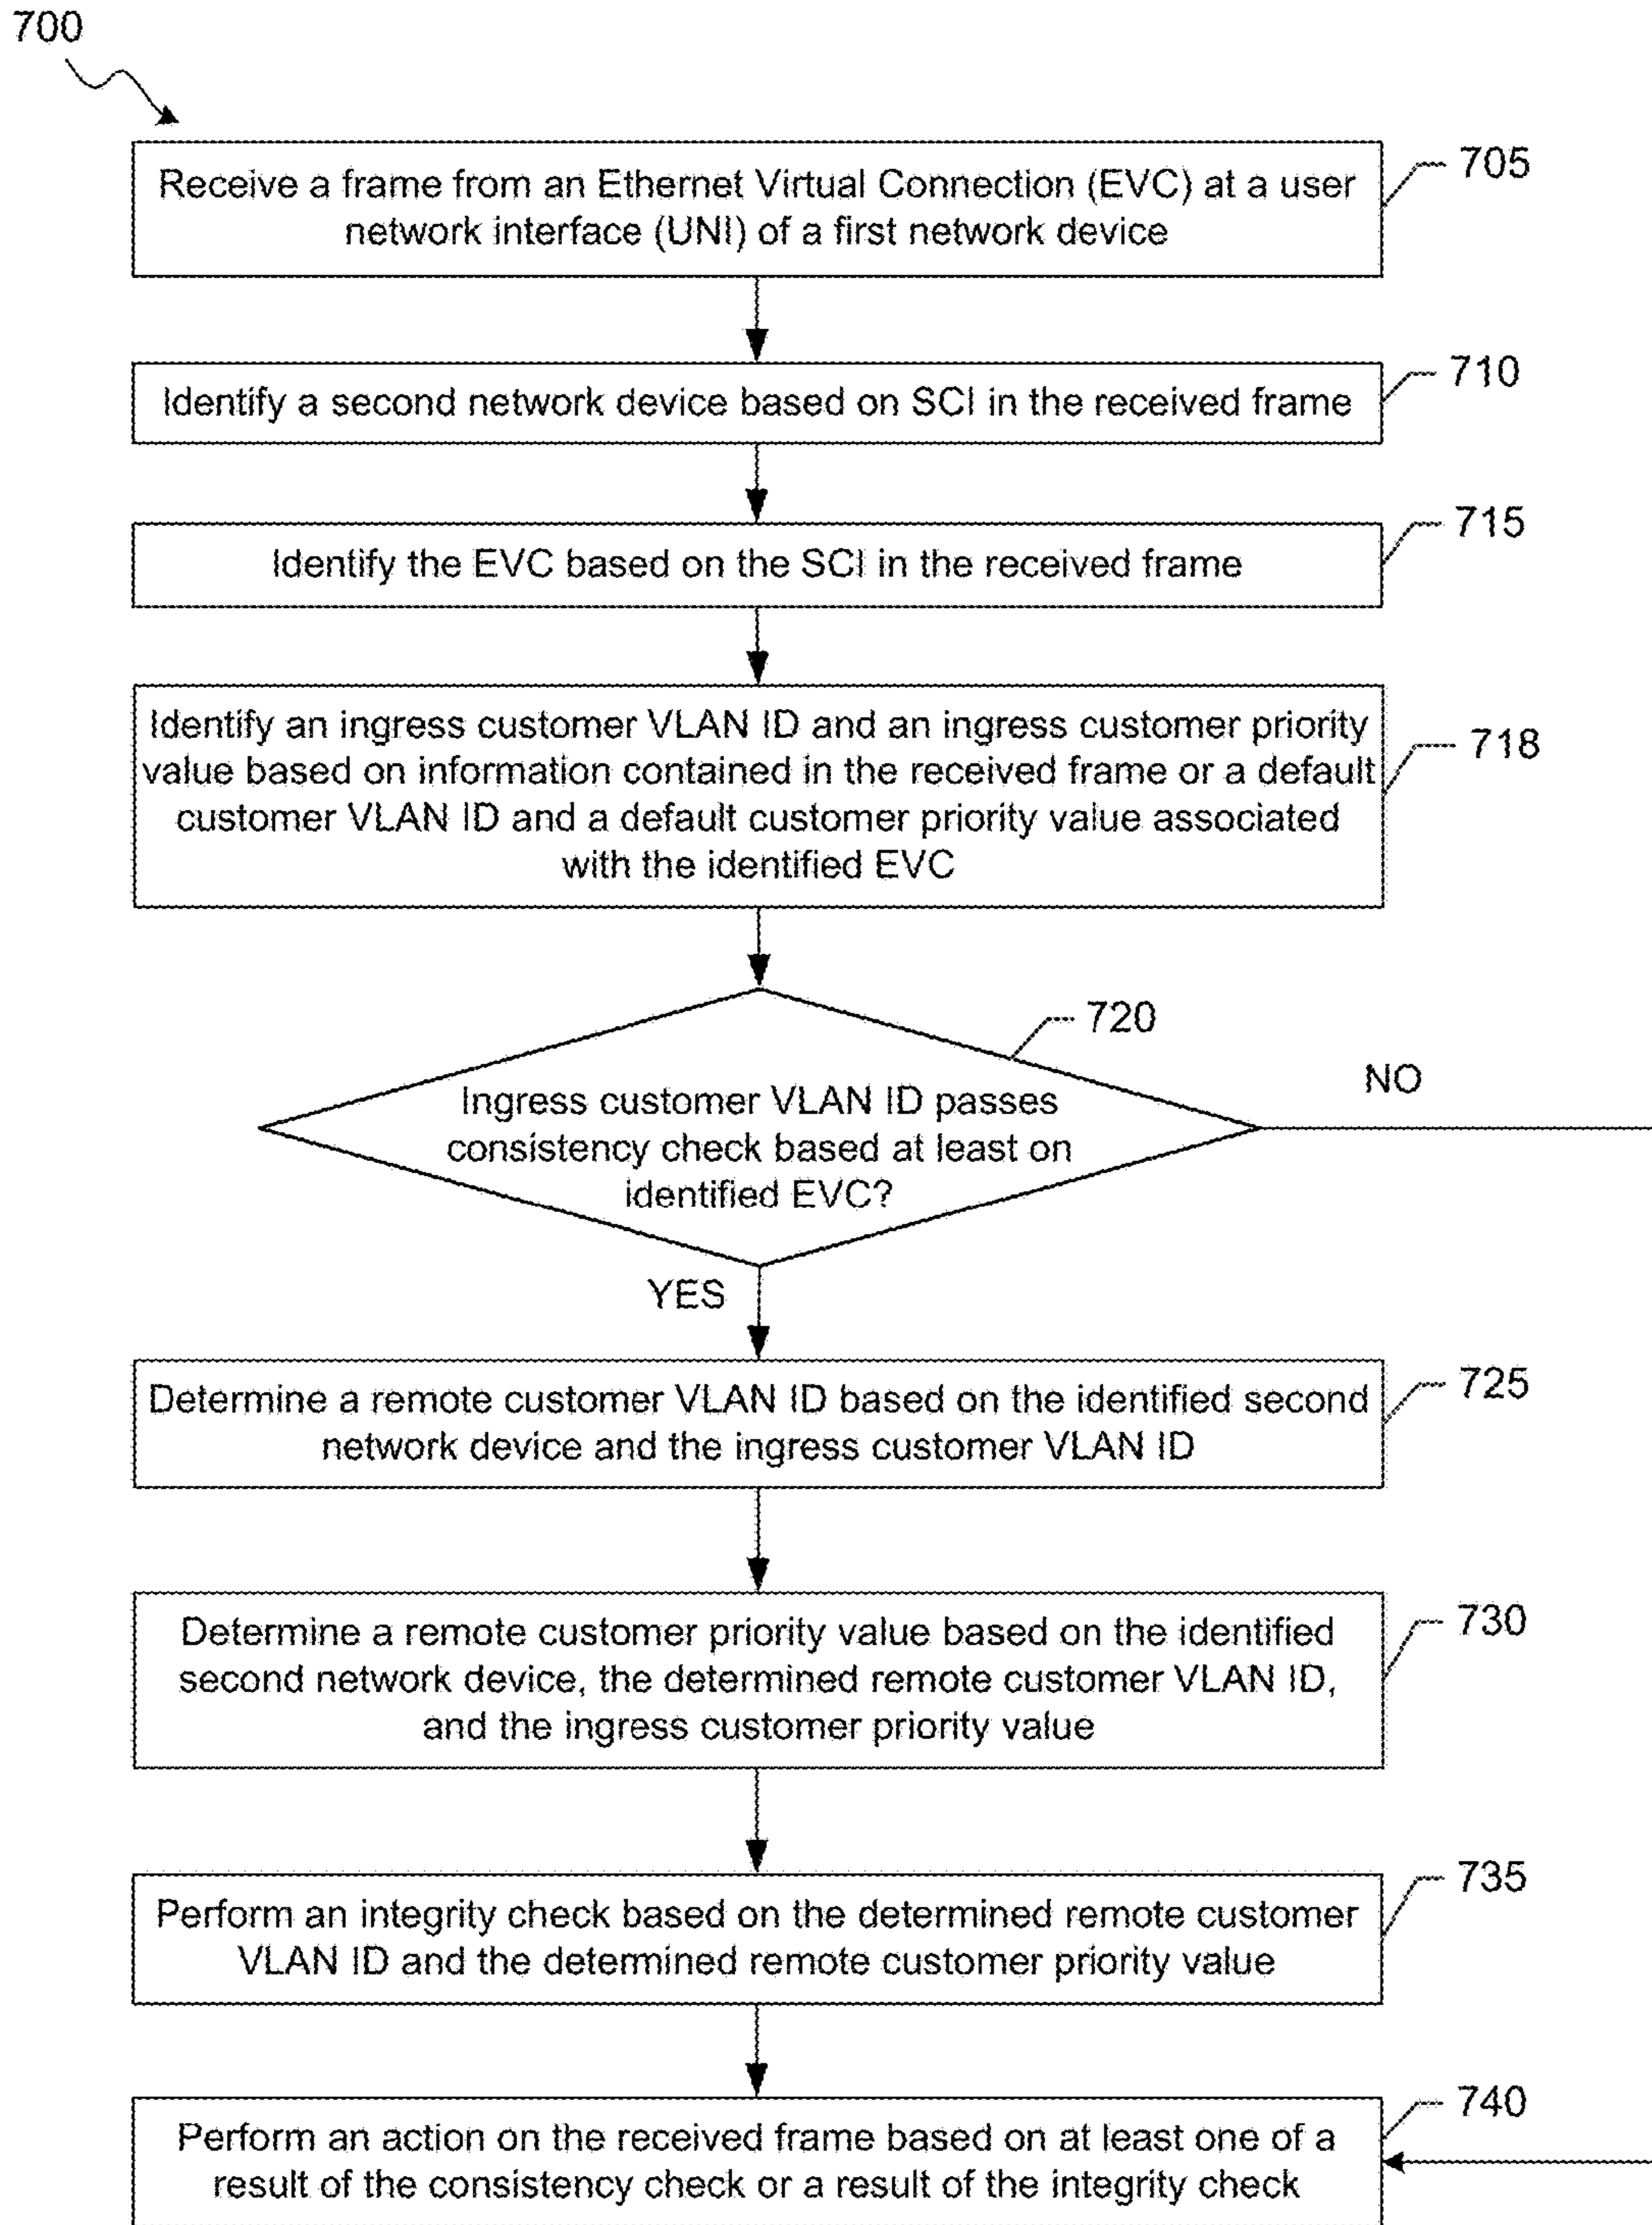 700
Receive a frame from an Ethernet Virtual Connection (EVC) at a user
network interface (UNI) of a first network device
705
Identify a second network device based on SCI in the received frame
710
Identify the EVC based on the SCI in the received frame
715
Identify an ingress customer VLAN ID and an ingress customer priority
value based on information contained in the received frame or a default
customer VLAN ID and a default customer priority value associated
with the identified EVC
718
720
Ingress customer VLAN ID passes
consistency check based at least on
identified EVC?
NO
YES
Determine a remote customer VLAN ID based on the identified second
network device and the ingress customer VLAN ID
725
Determine a remote customer priority value based on the identified
second network device, the determined remote customer VLAN ID,
and the ingress customer priority value
730
Perform an integrity check based on the determined remote customer
VLAN ID and the determined remote customer priority value
735
Perform an action on the received frame based on at least one of a
result of the consistency check or a result of the integrity check
740